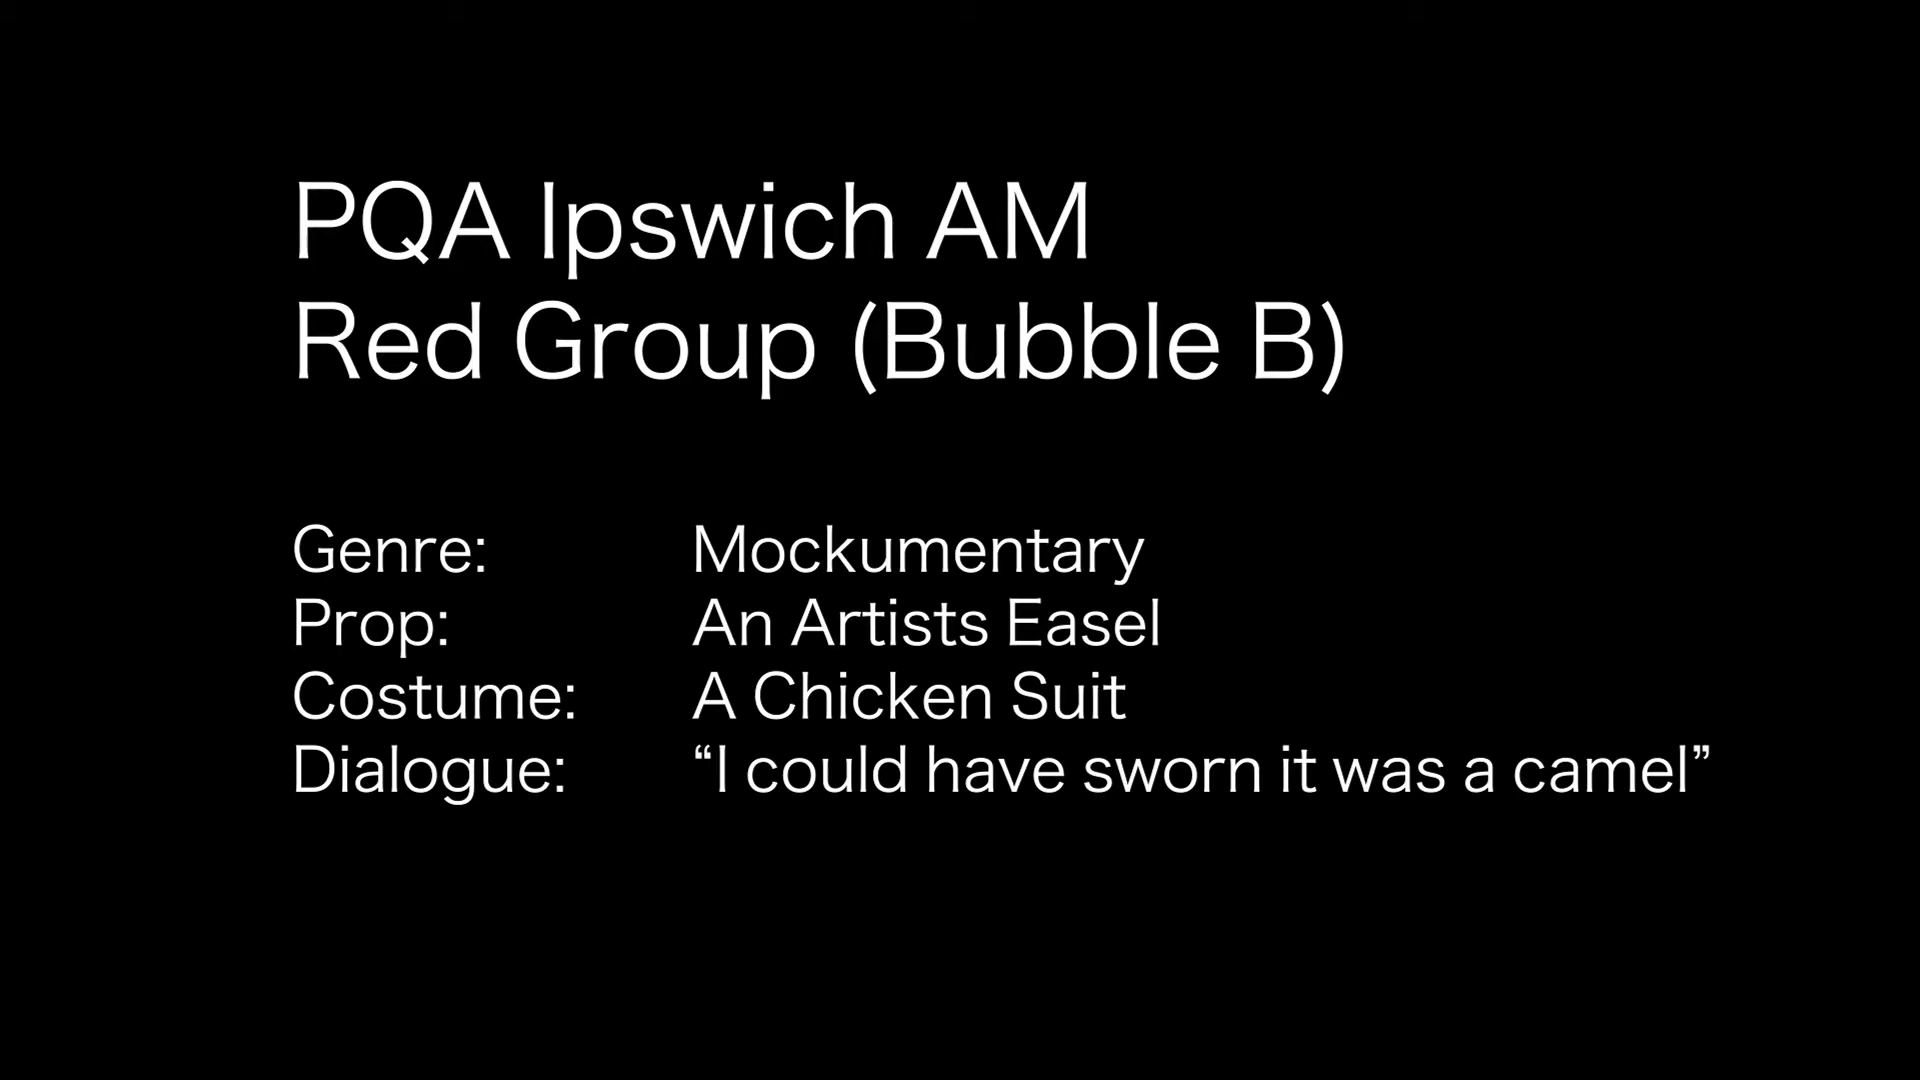 PQA Ipswich AM
Red Group (Bubble B)
Genre: Mockumentary
Prop: An Artists Easel
Costume: A Chicken Suit
Dialogue: “I could have sworn it was a camel”